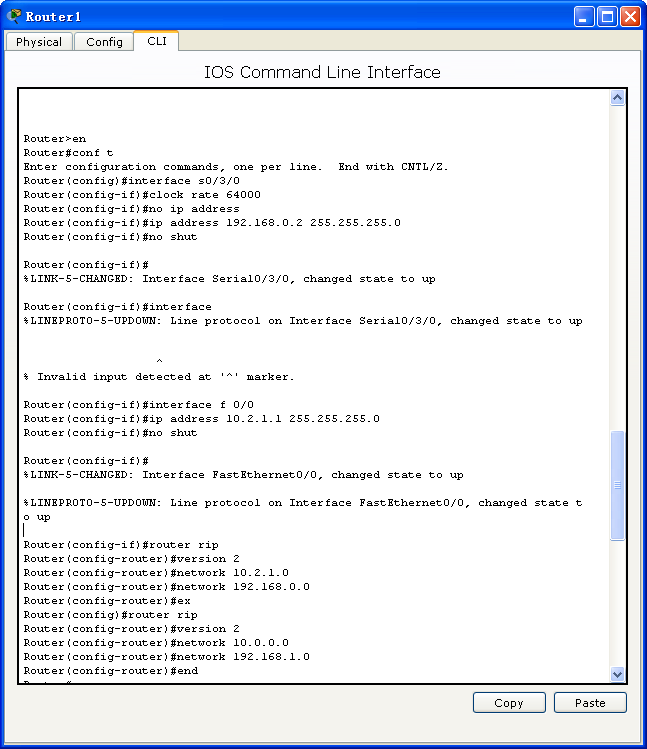 Router1
Physical Config CLI
IOS Command Line Interface
Router>en
Router#conf t
Enter configuration commands, one per line.  End with CNTL/Z.
Router(config)#interface s0/3/0
Router(config-if)#clock rate 64000
Router(config-if)#no ip address
Router(config-if)#ip address 192.168.0.2 255.255.255.0
Router(config-if)#no shut
Router(config-if)#
%LINK-5-CHANGED: Interface Serial0/3/0, changed state to up
Router(config-if)#interface
%LINEPROTO-5-UPDOWN: Line protocol on Interface Serial0/3/0, changed state to up
^
% Invalid input detected at '^' marker.
Router(config-if)#interface f 0/0
Router(config-if)#ip address 10.2.1.1 255.255.255.0
Router(config-if)#no shut
Router(config-if)#
%LINK-5-CHANGED: Interface FastEthernet0/0, changed state to up
%LINEPROTO-5-UPDOWN: Line protocol on Interface FastEthernet0/0, changed state t
o up
Router(config-if)#router rip
Router(config-router)#version 2
Router(config-router)#network 10.2.1.0
Router(config-router)#network 192.168.0.0
Router(config-router)#ex
Router(config)#router rip
Router(config-router)#version 2
Router(config-router)#network 10.0.0.0
Router(config-router)#network 192.168.1.0
Router(config-router)#end
Copy Paste